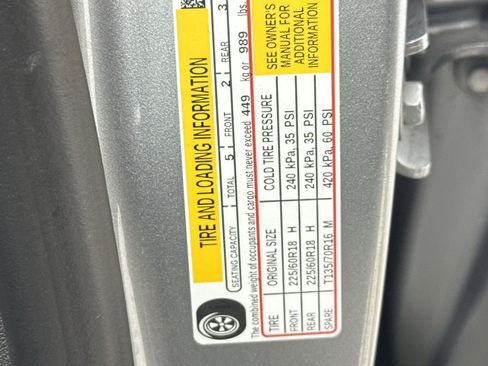 TIRE AND LOADING INFORMATION
SEATING CAPACITY TOTAL 5 FRONT 2 REAR 3
The combined weight of occupants and cargo must never exceed 449 kg or 989 lbs.
TIRE ORIGINAL SIZE COLD TIRE PRESSURE
FRONT 225/60R18 H 240 kPa, 35 PSI
REAR 225/60R18 H 240 kPa, 35 PSI
SPARE T135/70R16 M 420 kPa, 60 PSI
SEE OWNER'S
MANUAL FOR
ADDITIONAL
INFORMATION